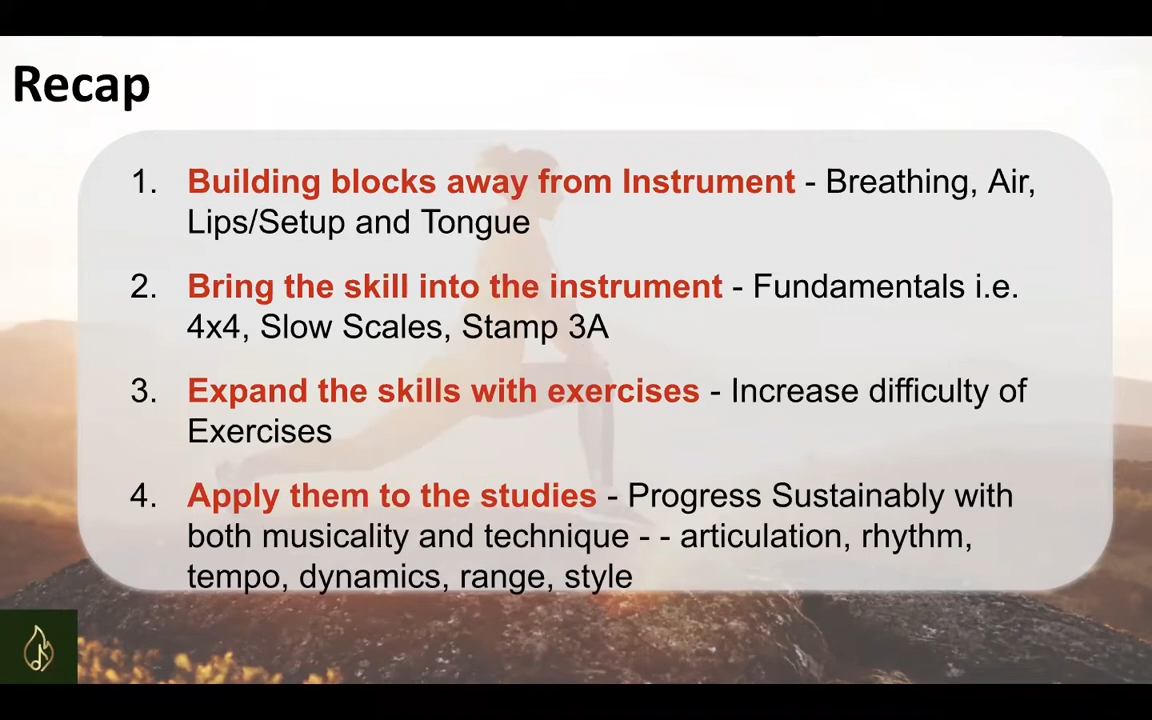 Recap
1. Building blocks away from Instrument - Breathing, Air,
Lips/Setup and Tongue
2. Bring the skill into the instrument - Fundamentals i.e.
4x4, Slow Scales, Stamp 3A
3. Expand the skills with exercises - Increase difficulty of
Exercises
4. Apply them to the studies - Progress Sustainably with
both musicality and technique - - articulation, rhythm,
tempo, dynamics, range, style